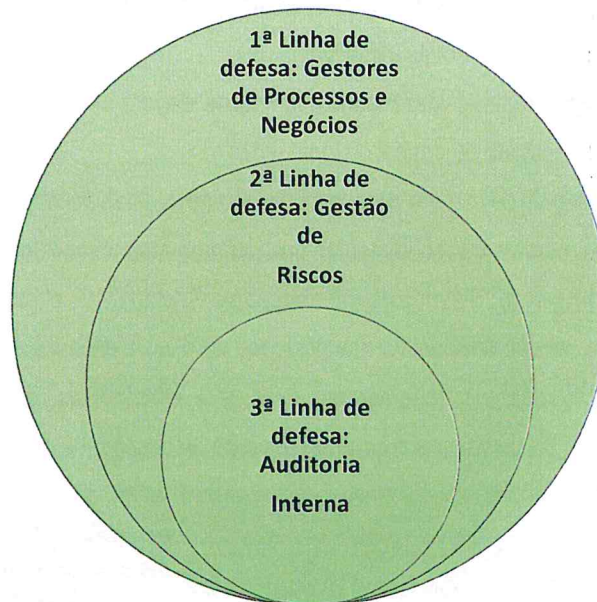 1ª Linha de
defesa: Gestores
de Processos e
Negócios
2ª Linha de
defesa: Gestão
de
Riscos
3ª Linha de
defesa:
Auditoria
Interna